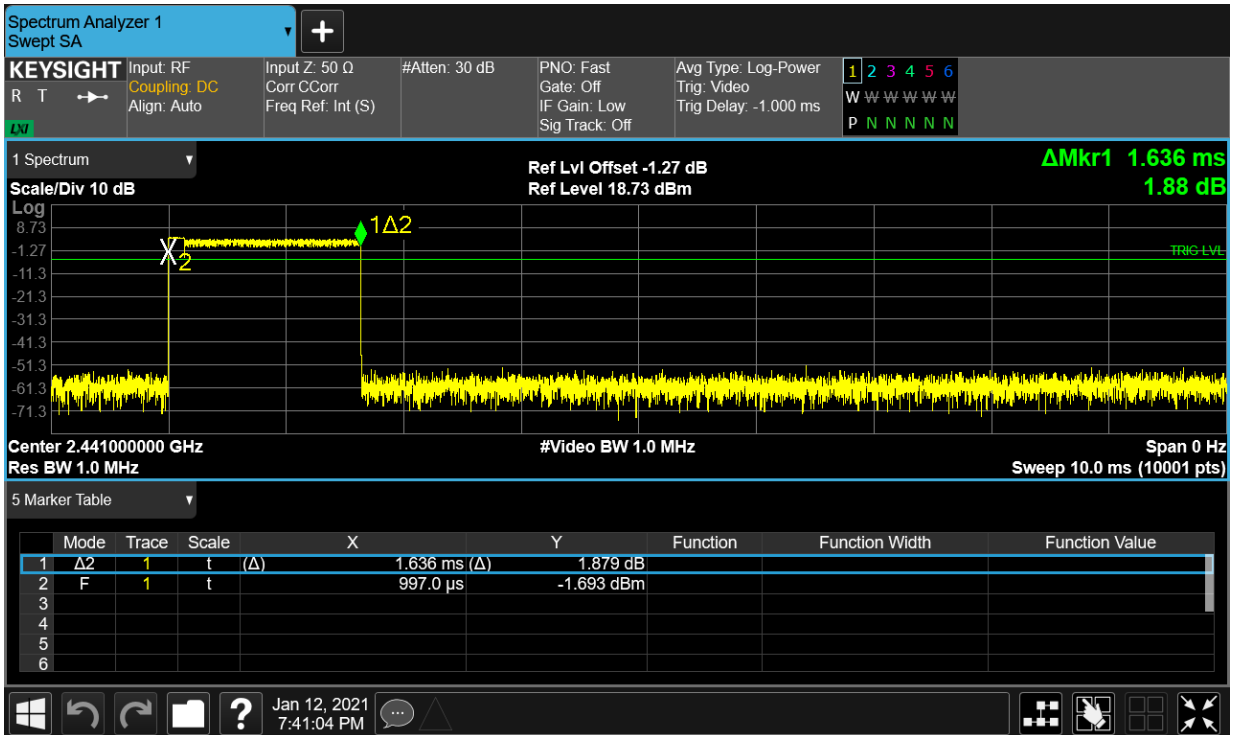 Spectrum Analyzer 1
Swept SA
KEYSIGHT
R T
LXI
Input: RF
Coupling: DC
Align: Auto
Input Z: 50 Ω
Corr CCorr
Freq Ref: Int (S)
#Atten: 30 dB
PNO: Fast
Gate: Off
IF Gain: Low
Sig Track: Off
Avg Type: Log-Power
Trig: Video
Trig Delay: -1.000 ms
1 2 3 4 5 6
W W W W W W
P N N N N N
1 Spectrum
Scale/Div 10 dB
Ref Lvl Offset -1.27 dB
Ref Level 18.73 dBm
ΔMkr1 1.636 ms
1.88 dB
Log
8.73
-1.27
-11.3
-21.3
-31.3
-41.3
-51.3
-61.3
-71.3
1Δ2
2
TRIG LVL
Center 2.441000000 GHz
#Video BW 1.0 MHz
Span 0 Hz
Res BW 1.0 MHz
Sweep 10.0 ms (10001 pts)
5 Marker Table
Mode Trace Scale X Y Function Function Width Function Value
1 Δ2 1 t (Δ) 1.636 ms (Δ) 1.879 dB
2 F 1 t 997.0 µs -1.693 dBm
3
4
5
6
?
Jan 12, 2021
7:41:04 PM